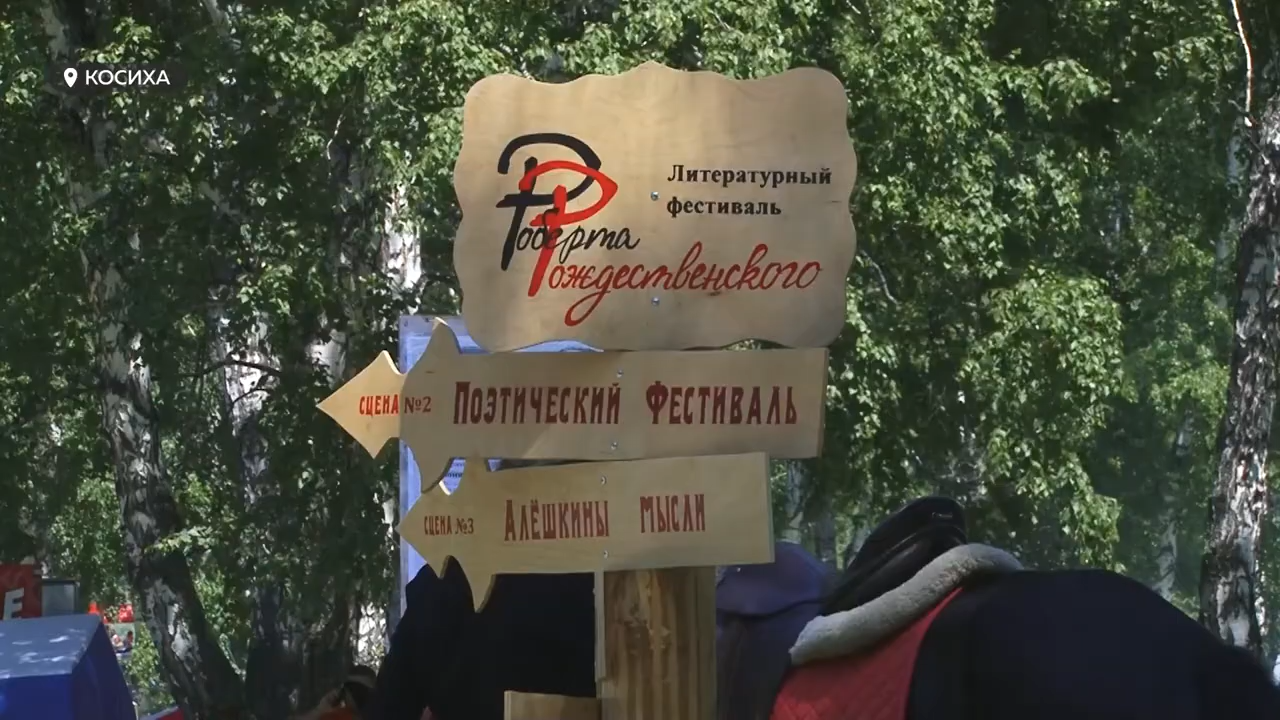 КОСИХА
Литературный
фестиваль
Роберта
Рождественского
СЦЕНА №2 ПОЭТИЧЕСКИЙ ФЕСТИВАЛЬ
СЦЕНА №3 АЛЁШКИНЫ МЫСЛИ